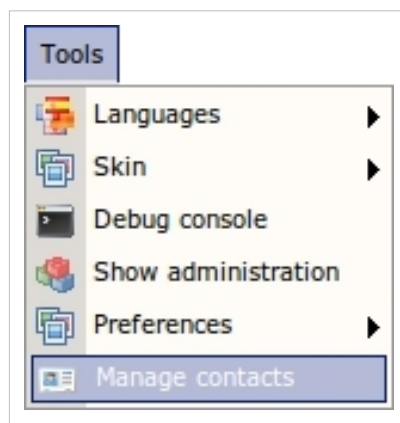 Tools
Languages
Skin
Debug console
Show administration
Preferences
Manage contacts